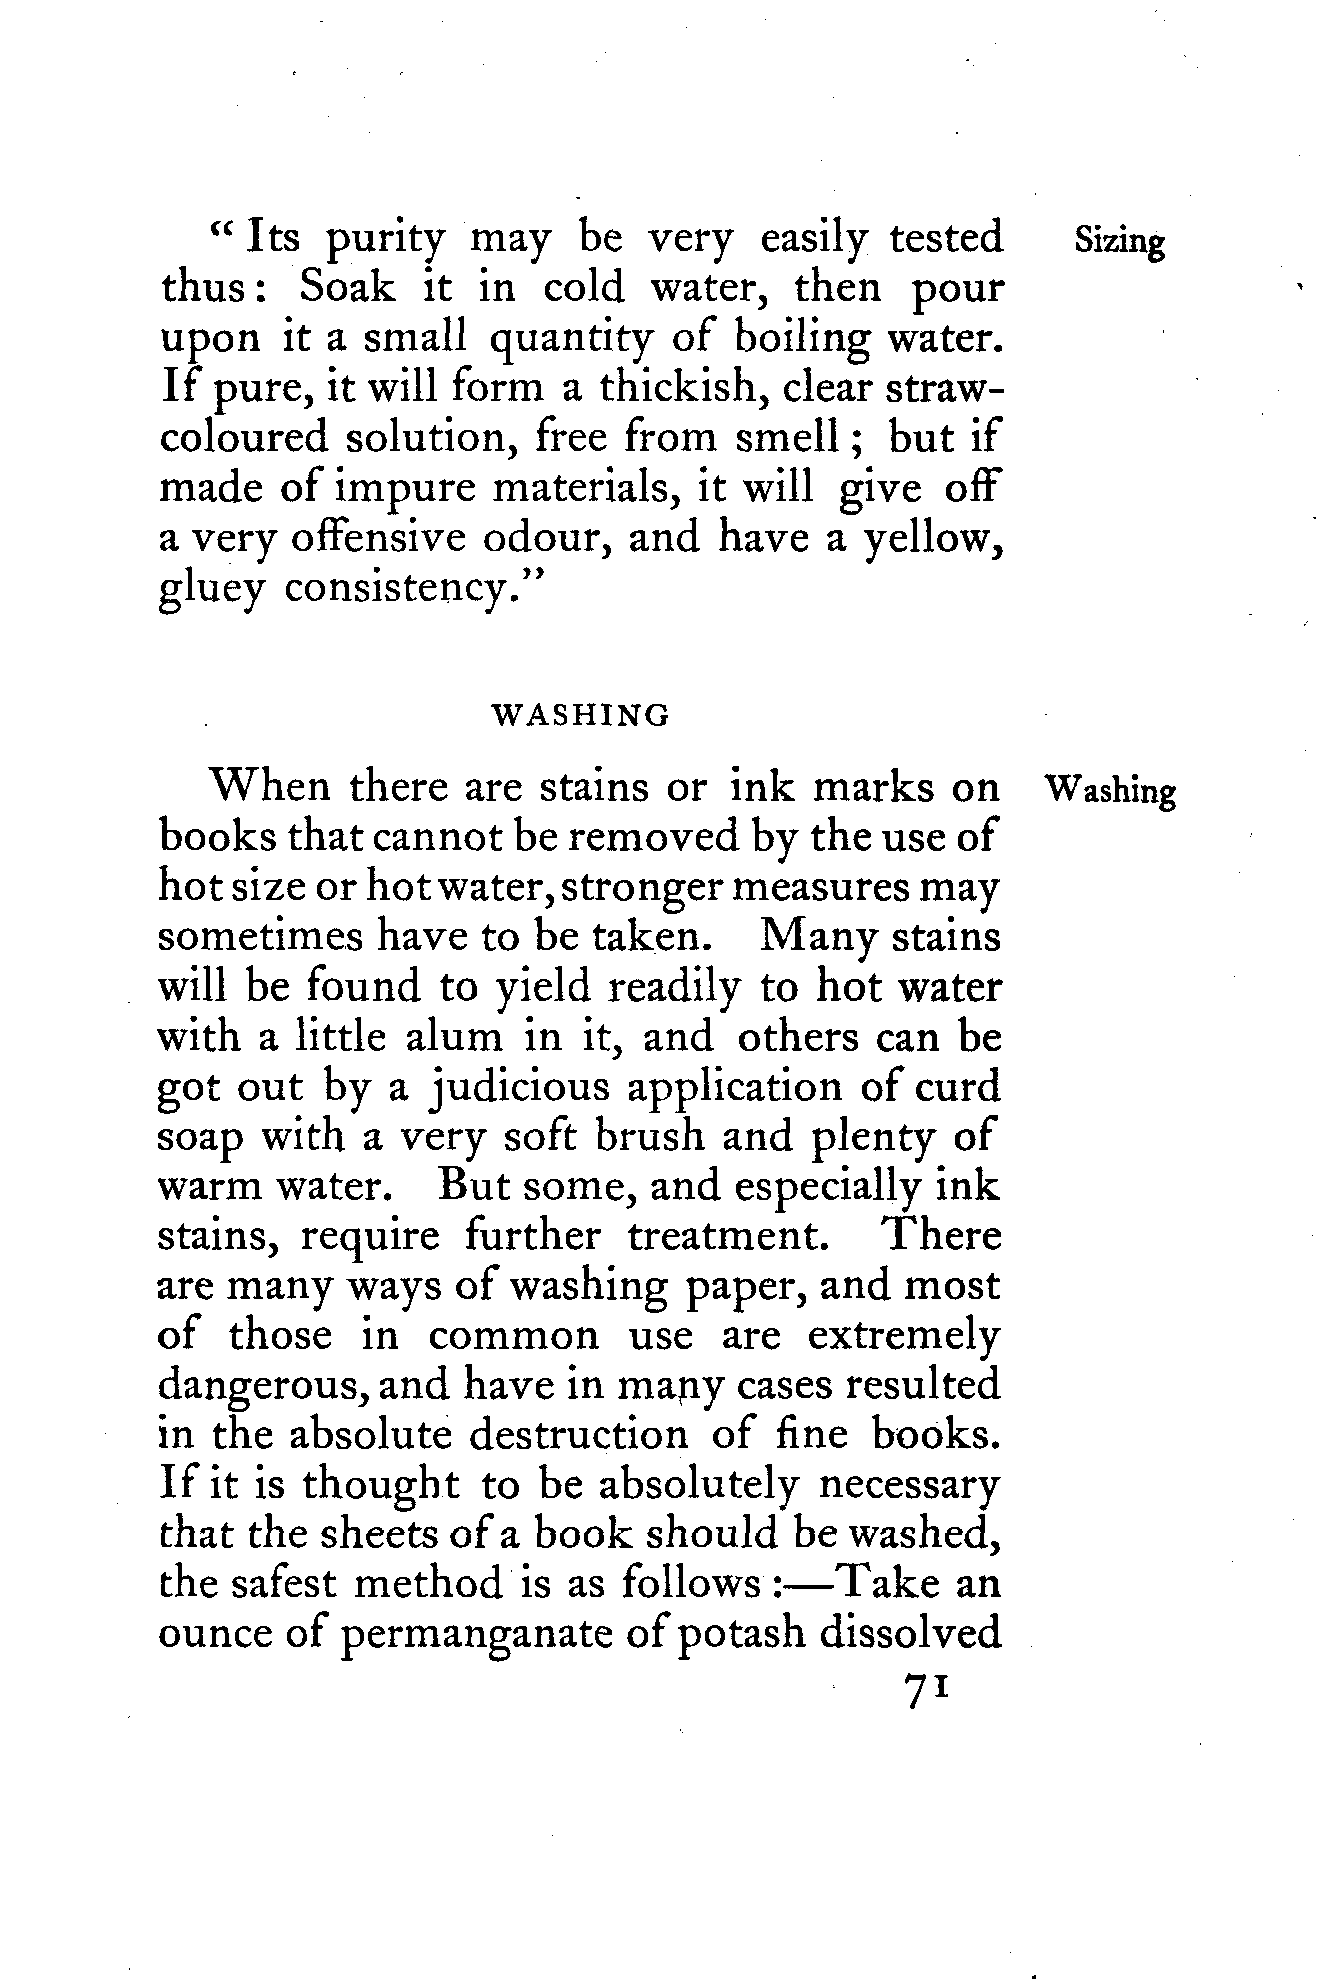 “ Its purity may be very easily tested
Sizing
thus: Soak it in cold water, then pour
upon it a small quantity of boiling water.
If pure, it will form a thickish, clear straw-
coloured solution, free from smell ; but if
made of impure materials, it will give off
a very offensive odour, and have a yellow,
gluey consistency.”
WASHING
When there are stains or ink marks on
Washing
books that cannot be removed by the use of
hot size or hot water, stronger measures may
sometimes have to be taken. Many stains
will be found to yield readily to hot water
with a little alum in it, and others can be
got out by a judicious application of curd
soap with a very soft brush and plenty of
warm water. But some, and especially ink
stains, require further treatment. There
are many ways of washing paper, and most
of those in common use are extremely
dangerous, and have in many cases resulted
in the absolute destruction of fine books.
If it is thought to be absolutely necessary
that the sheets of a book should be washed,
the safest method is as follows :—Take an
ounce of permanganate of potash dissolved
71